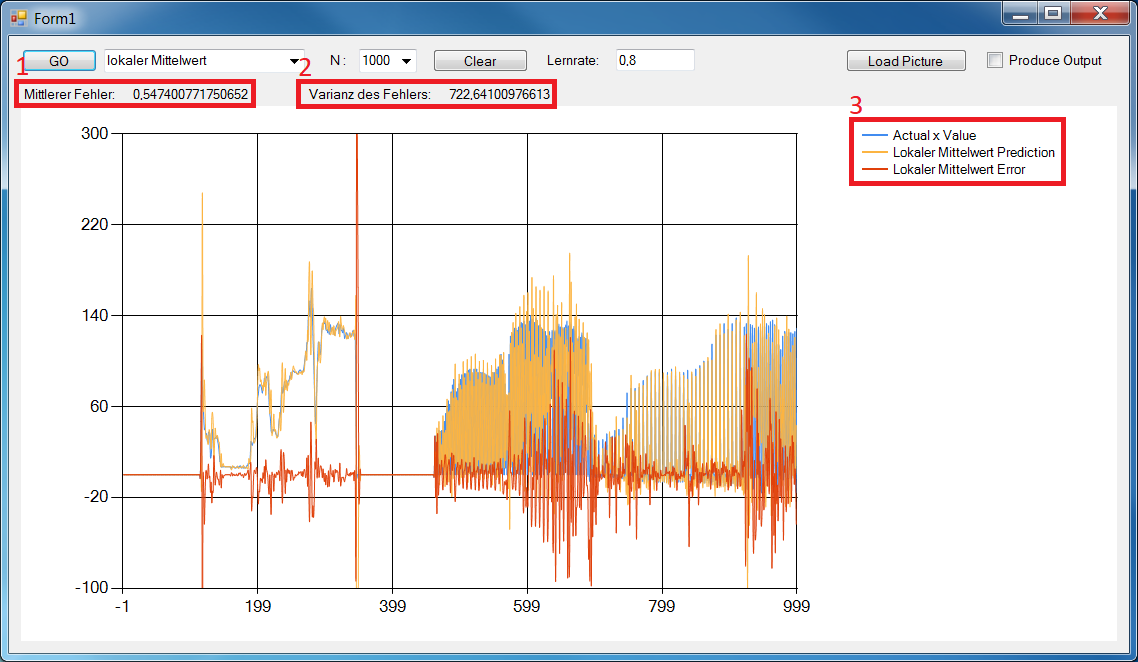 Form1
1
GO
lokaler Mittelwert
2
N :
1000
Clear
Lernrate:
0,8
Load Picture
Produce Output
Mittlerer Fehler: 0,547400771750652
Varianz des Fehlers: 722,64100976613
3
Actual x Value
Lokaler Mittelwert Prediction
Lokaler Mittelwert Error
300
220
140
60
-20
-100
-1 199 399 599 799 999